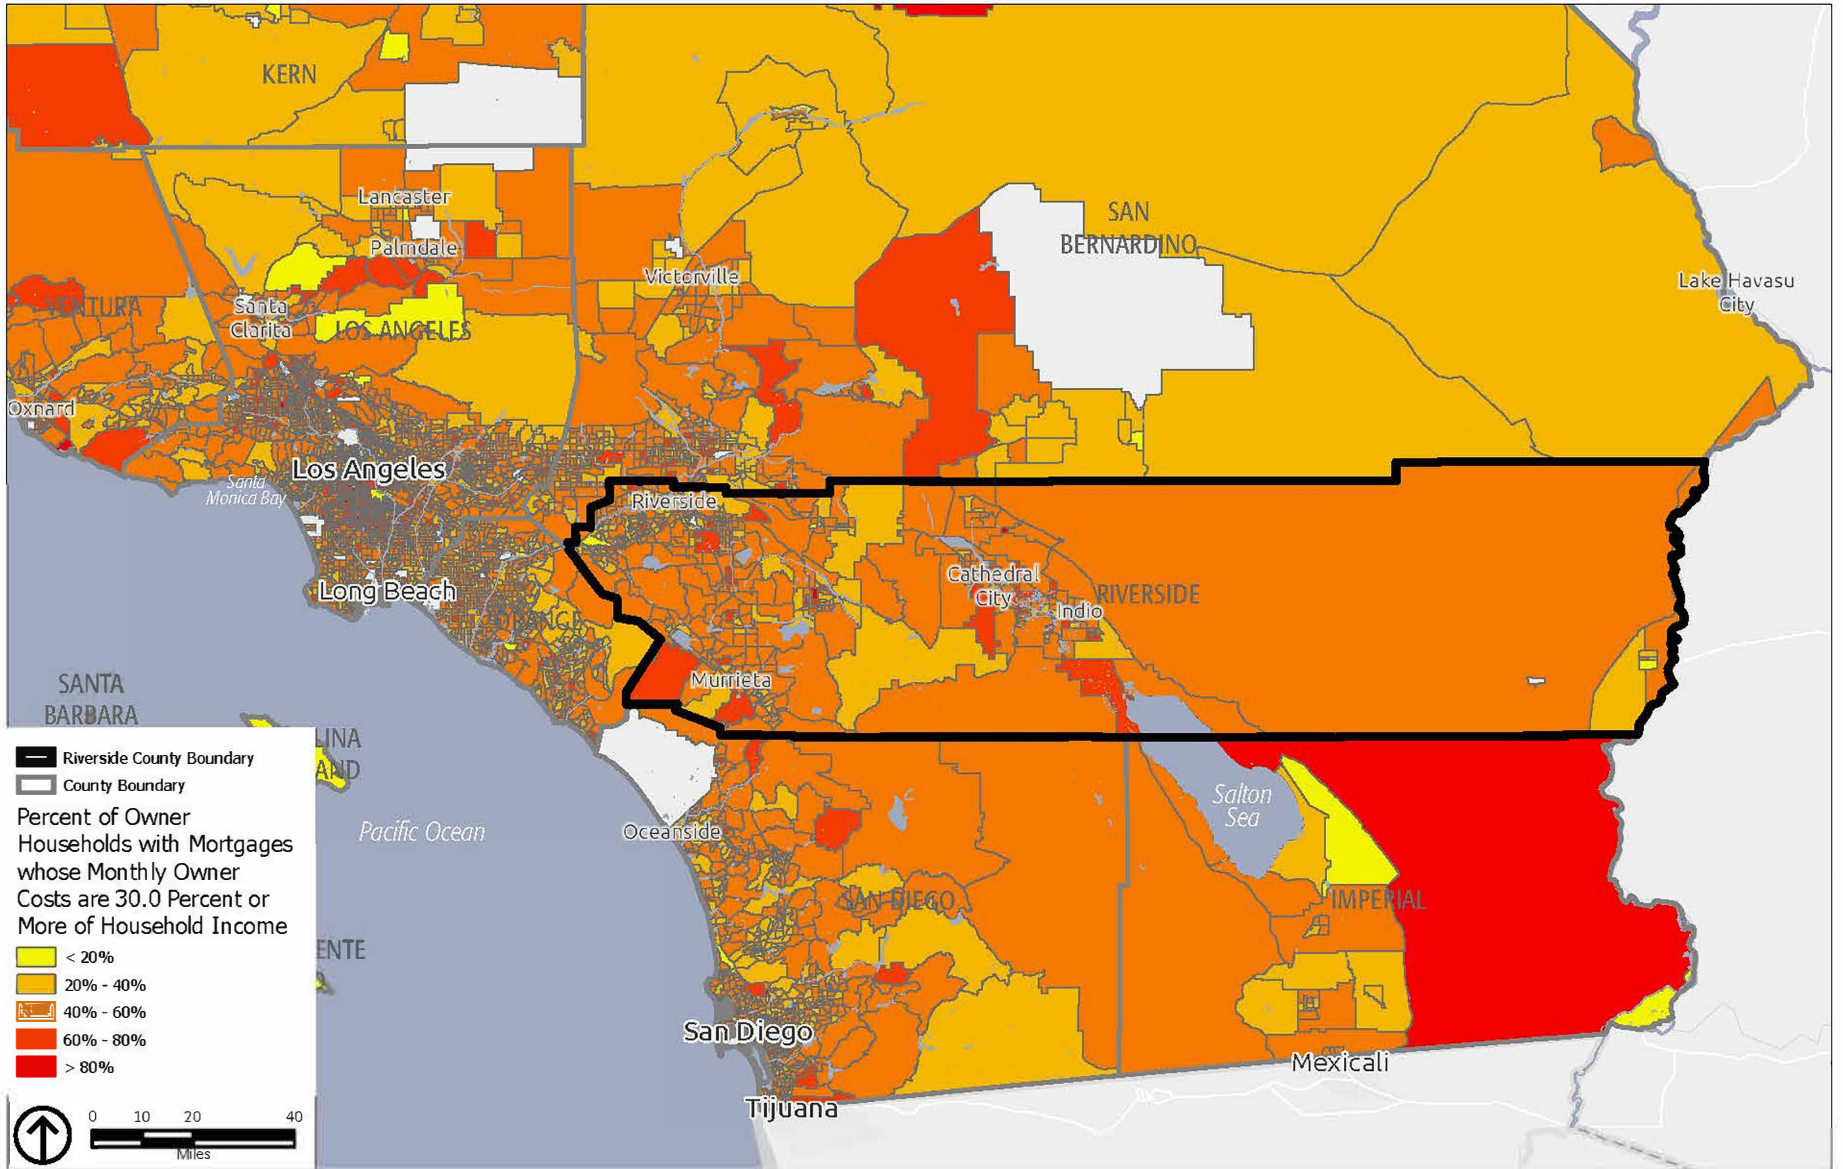 KERN
Lancaster
Palmdale
SAN
BERNARDINO
Victorville
Lake Havasu
City
VENTURA
Santa
Clarita
LOS ANGELES
Oxnard
Los Angeles
Santa
Monica Bay
Riverside
Long Beach
Cathedral
City
RIVERSIDE
Indio
ORANGE
Murrieta
SANTA
BARBARA
LINA
AND
Salton
Sea
Pacific Ocean
Oceanside
SAN DIEGO
IMPERIAL
ENTE
San Diego
Mexicali
Tijuana
Riverside County Boundary
County Boundary
Percent of Owner
Households with Mortgages
whose Monthly Owner
Costs are 30.0 Percent or
More of Household Income
< 20%
20% - 40%
40% - 60%
60% - 80%
> 80%
0 10 20 40
Miles